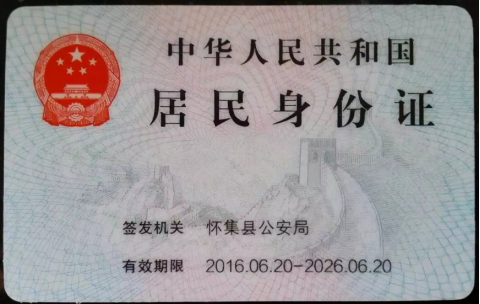 中华人民共和国
居民身份证
签发机关 怀集县公安局
有效期限 2016.06.20-2026.06.20